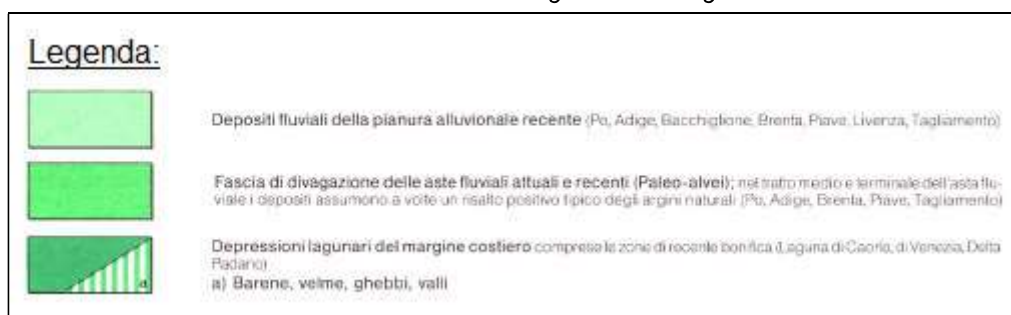 Legenda:
Depositi fluviali della pianura alluvionale recente (Po, Adige, Bacchiglione, Brenta, Piave, Livenza, Tagliamento)
Fascia di divagazione delle aste fluviali attuali e recenti (Paleo-alvei); nel tratto medio e terminale dell'asta flu-
viale i depositi assumono a volte un risalto positivo tipico degli argini naturali (Po, Adige, Brenta, Piave, Tagliamento)
Depressioni lagunari del margine costiero comprese le zone di recente bonifica (Laguna di Caorle, di Venezia, Delta
Padano)
a) Barene, velme, ghebbi, valli
a